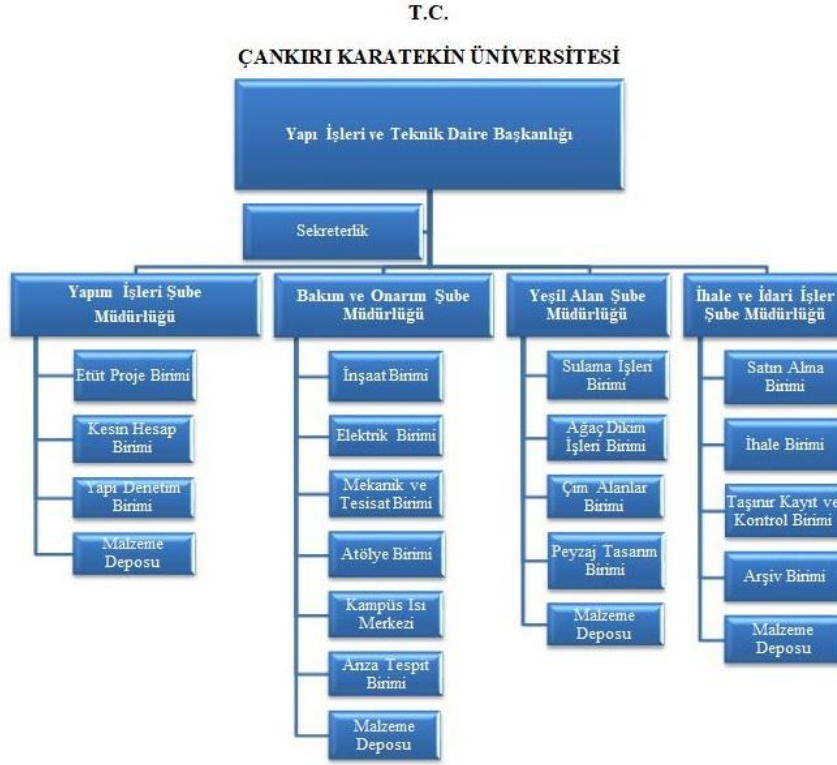 T.C.
ÇANKIRI KARATEKİN ÜNİVERSİTESİ
Yapı İşleri ve Teknik Daire Başkanlığı
Sekreterlik
Yapım İşleri Şube
Müdürlüğü
Etüt Proje Birimi
Kesin Hesap
Birimi
Yapı Denetim
Birimi
Malzeme
Deposu
Bakım ve Onarım Şube
Müdürlüğü
İnşaat Birimi
Elektrik Birimi
Mekanik ve
Tesisat Birimi
Atölye Birimi
Kampüs Isı
Merkezi
Arıza Tespit
Birimi
Malzeme
Deposu
Yeşil Alan Şube
Müdürlüğü
Sulama İşleri
Birimi
Ağaç Dikim
İşleri Birimi
Çim Alanlar
Birimi
Peyzaj Tasarım
Birimi
Malzeme
Deposu
İhale ve İdari İşler
Şube Müdürlüğü
Satın Alma
Birimi
İhale Birimi
Taşınır Kayıt ve
Kontrol Birimi
Arşiv Birimi
Malzeme
Deposu